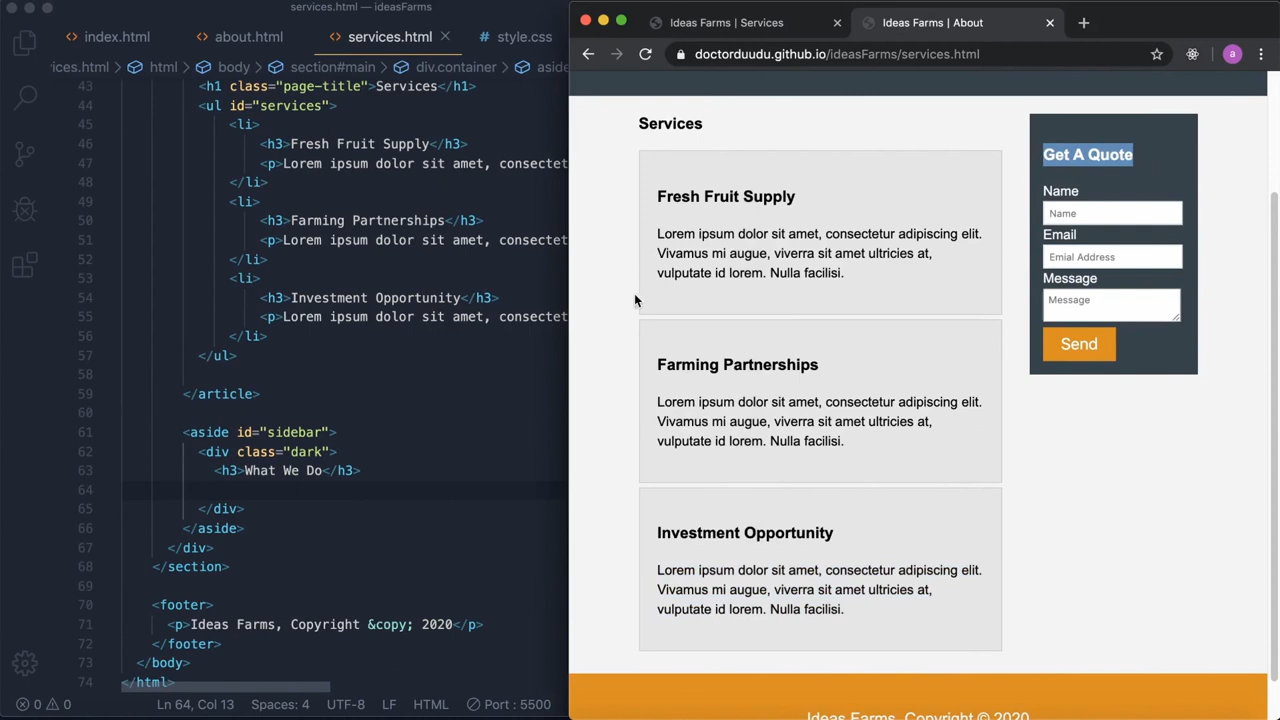 services.html — ideasFarms
index.html
about.html
services.html
style.css
ices.html
html
body
section#main
div.container
aside
43 <h1 class="page-title">Services</h1>
44 <ul id="services">
45 <li>
46 <h3>Fresh Fruit Supply</h3>
47 <p>Lorem ipsum dolor sit amet, consectet
48 </li>
49 <li>
50 <h3>Farming Partnerships</h3>
51 <p>Lorem ipsum dolor sit amet, consectet
52 </li>
53 <li>
54 <h3>Investment Opportunity</h3>
55 <p>Lorem ipsum dolor sit amet, consectet
56 </li>
57 </ul>
58
59 </article>
60
61 <aside id="sidebar">
62 <div class="dark">
63 <h3>What We Do</h3>
64
65 </div>
66 </aside>
67 </div>
68 </section>
69
70 <footer>
71 <p>Ideas Farms, Copyright &copy; 2020</p>
72 </footer>
73 </body>
74 </html>
0 0
Ln 64, Col 13
Spaces: 4
UTF-8
LF
HTML
Port : 5500
Ideas Farms | Services
Ideas Farms | About
doctorduudu.github.io/ideasFarms/services.html
a
Services
Fresh Fruit Supply
Lorem ipsum dolor sit amet, consectetur adipiscing elit.
Vivamus mi augue, viverra sit amet ultricies at,
vulputate id lorem. Nulla facilisi.
Farming Partnerships
Lorem ipsum dolor sit amet, consectetur adipiscing elit.
Vivamus mi augue, viverra sit amet ultricies at,
vulputate id lorem. Nulla facilisi.
Investment Opportunity
Lorem ipsum dolor sit amet, consectetur adipiscing elit.
Vivamus mi augue, viverra sit amet ultricies at,
vulputate id lorem. Nulla facilisi.
Get A Quote
Name
Name
Email
Emial Address
Message
Message
Send
Ideas Farms, Copyright © 2020